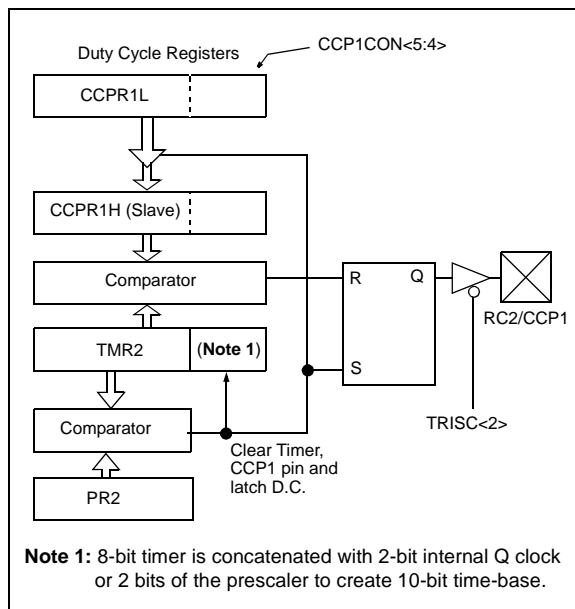 Duty Cycle Registers
CCP1CON<5:4>
CCPR1L
CCPR1H (Slave)
Comparator
R
Q
RC2/CCP1
TMR2
(Note 1)
S
TRISC<2>
Comparator
Clear Timer,
CCP1 pin and
latch D.C.
PR2
Note 1: 8-bit timer is concatenated with 2-bit internal Q clock
or 2 bits of the prescaler to create 10-bit time-base.